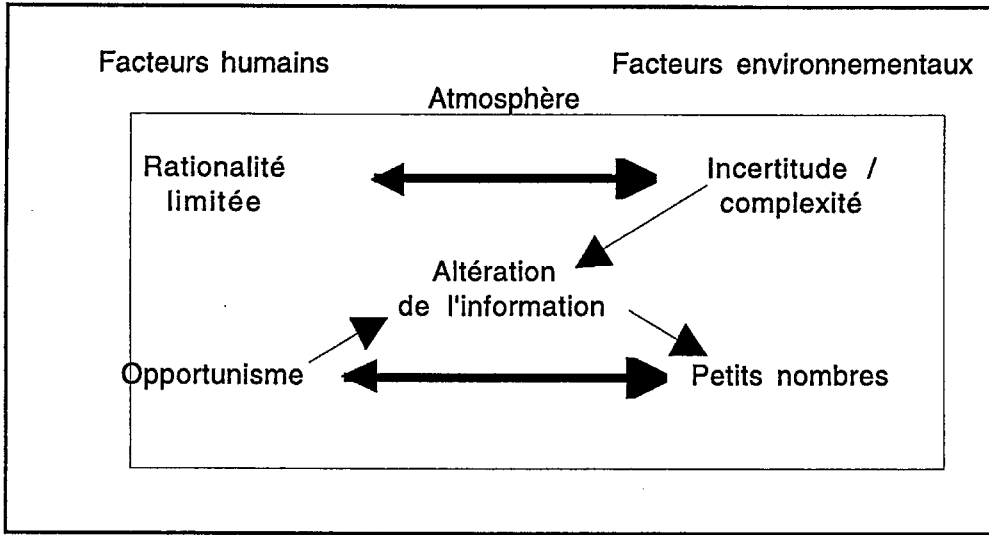 Facteurs humains
Facteurs environnementaux
Atmosphère
Rationalité
limitée
Incertitude /
complexité
Altération
de l'information
Opportunisme
Petits nombres